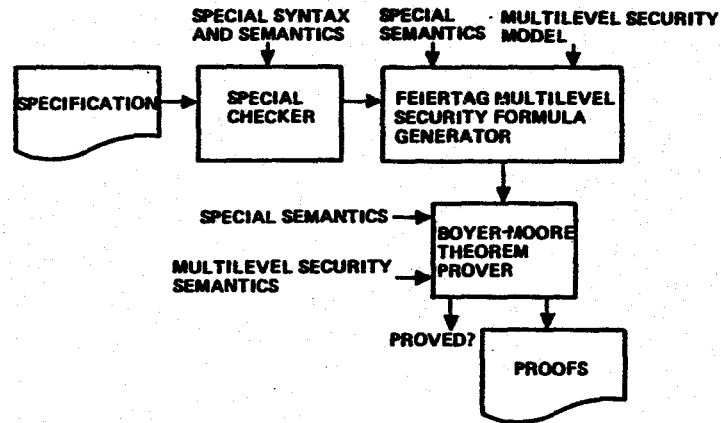 SPECIAL SYNTAX
AND SEMANTICS
SPECIAL
SEMANTICS
MULTILEVEL SECURITY
MODEL
SPECIFICATION
SPECIAL
CHECKER
FEIERTAG MULTILEVEL
SECURITY FORMULA
GENERATOR
SPECIAL SEMANTICS
MULTILEVEL SECURITY
SEMANTICS
BOYER-MOORE
THEOREM
PROVER
PROVED?
PROOFS